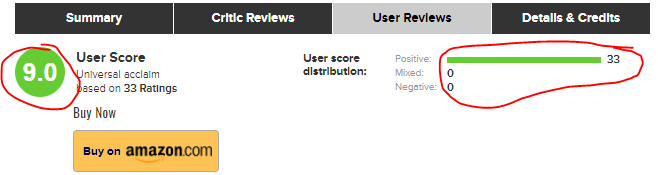 Summary
Critic Reviews
User Reviews
Details & Credits
9.0
User Score
Universal acclaim
based on 33 Ratings
User score
distribution:
Positive: 33
Mixed: 0
Negative: 0
Buy Now
Buy on amazon.com